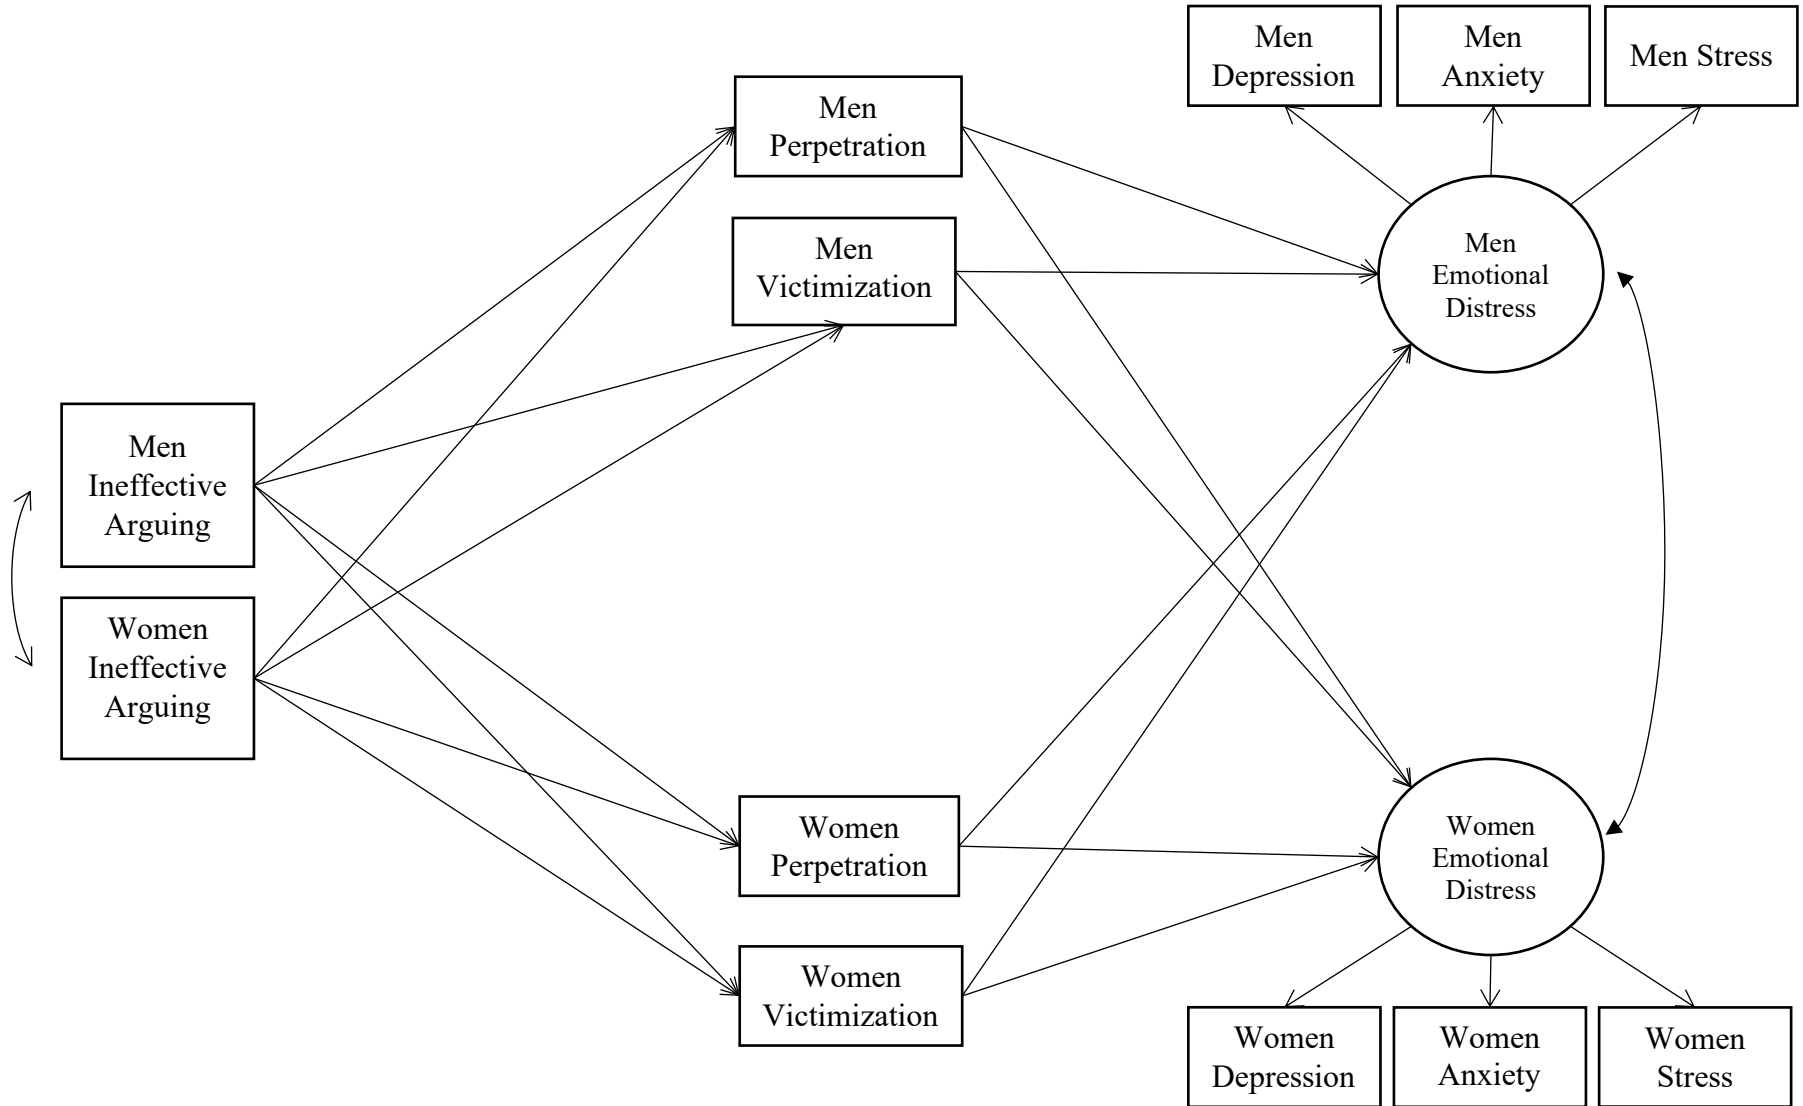 Men
Depression
Men
Anxiety
Men Stress
Men
Perpetration
Men
Victimization
Men
Emotional
Distress
Men
Ineffective
Arguing
Women
Ineffective
Arguing
Women
Perpetration
Women
Victimization
Women
Emotional
Distress
Women
Depression
Women
Anxiety
Women
Stress